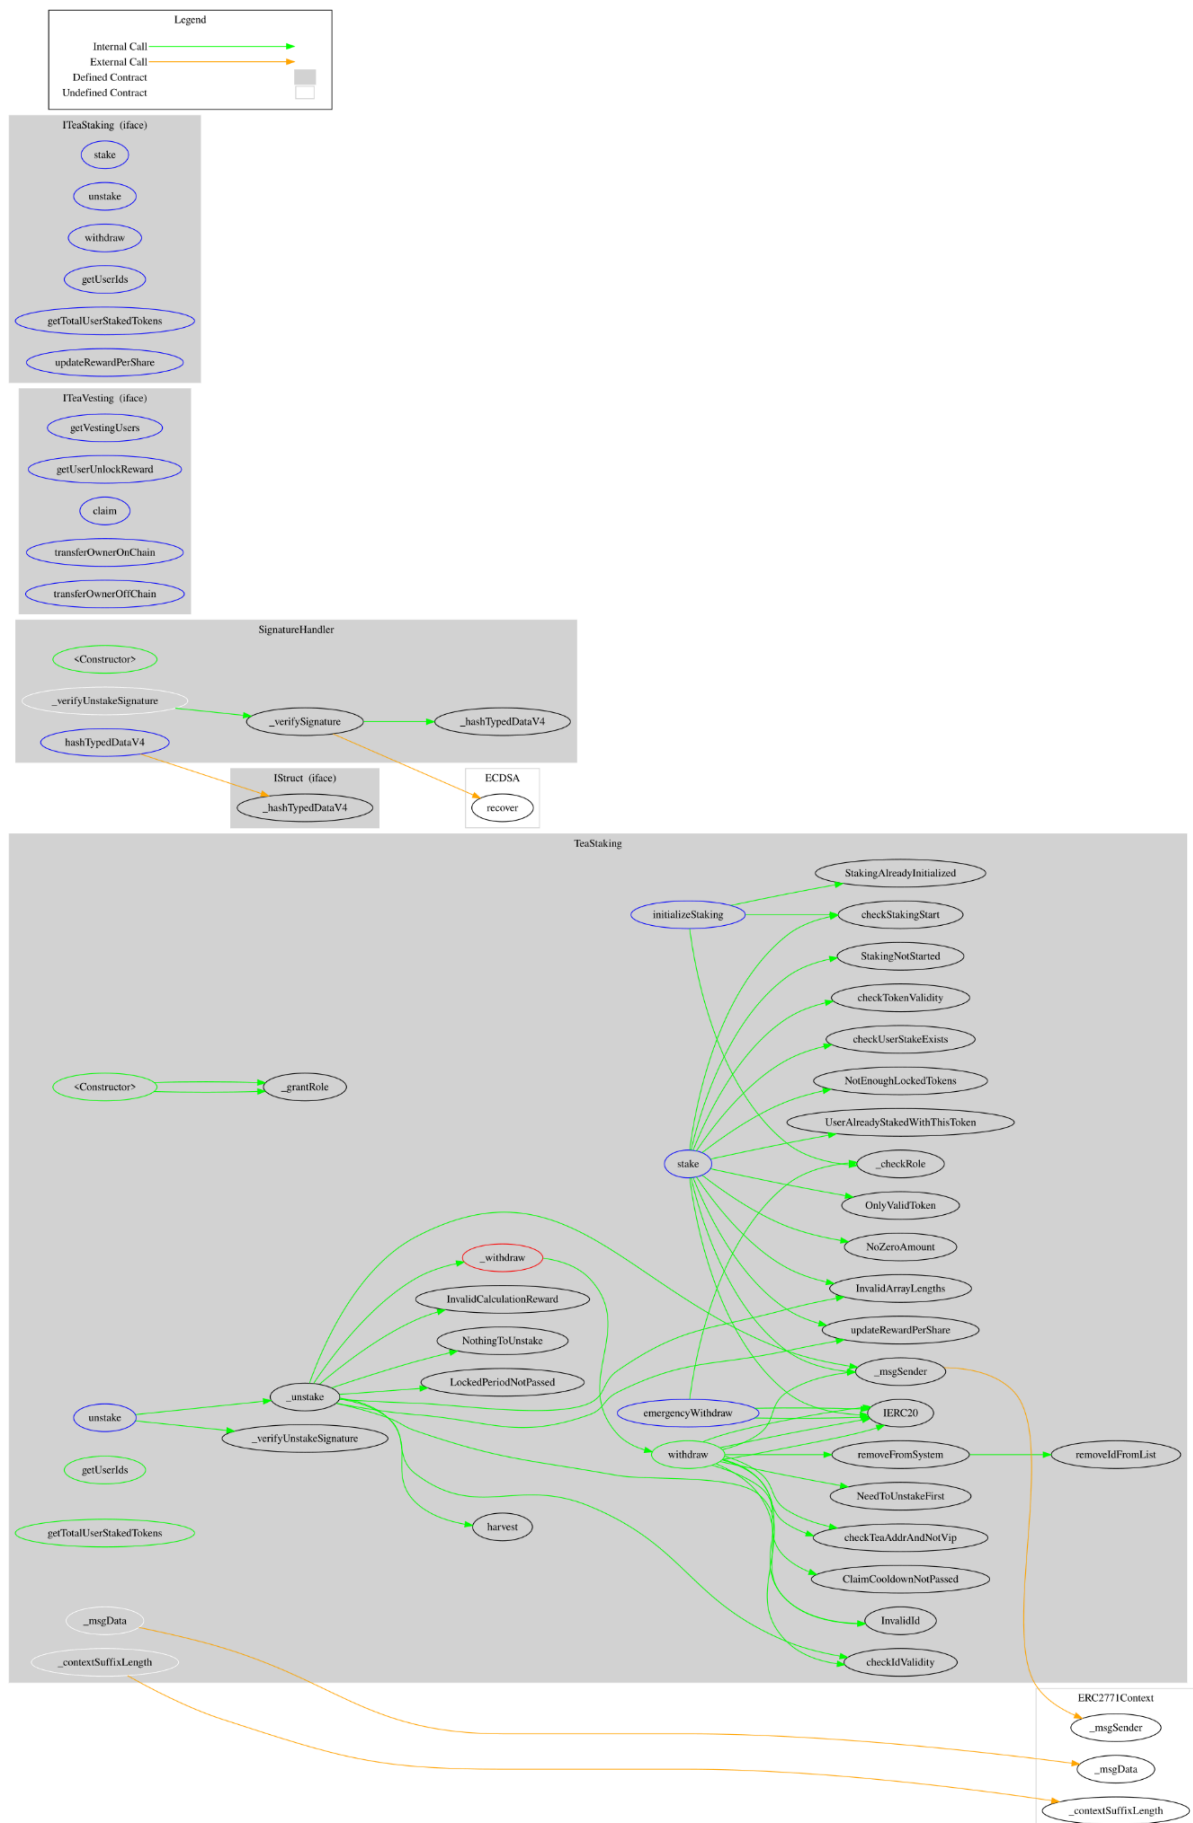 Legend
Internal Call
External Call
Defined Contract
Undefined Contract
ITeaStaking (iface)
stake
unstake
withdraw
getUserIds
getTotalUserStakedTokens
updateRewardPerShare
ITeaVesting (iface)
getVestingUsers
getUserUnlockReward
claim
transferOwnerOnChain
transferOwnerOffChain
SignatureHandler
<Constructor>
_verifyUnstakeSignature
_verifySignature
_hashTypedDataV4
hashTypedDataV4
IStruct (iface)
_hashTypedDataV4
ECDSA
recover
TeaStaking
StakingAlreadyInitialized
initializeStaking
checkStakingStart
StakingNotStarted
checkTokenValidity
checkUserStakeExists
<Constructor>
_grantRole
NotEnoughLockedTokens
UserAlreadyStakedWithThisToken
stake
_checkRole
OnlyValidToken
NoZeroAmount
_withdraw
InvalidArrayLengths
InvalidCalculationReward
updateRewardPerShare
NothingToUnstake
_msgSender
LockedPeriodNotPassed
_unstake
unstake
emergencyWithdraw
IERC20
_verifyUnstakeSignature
withdraw
removeFromSystem
removeIdFromList
getUserIds
NeedToUnstakeFirst
getTotalUserStakedTokens
harvest
checkTeaAddrAndNotVip
ClaimCooldownNotPassed
_msgData
InvalidId
_contextSuffixLength
checkIdValidity
ERC2771Context
_msgSender
_msgData
_contextSuffixLength